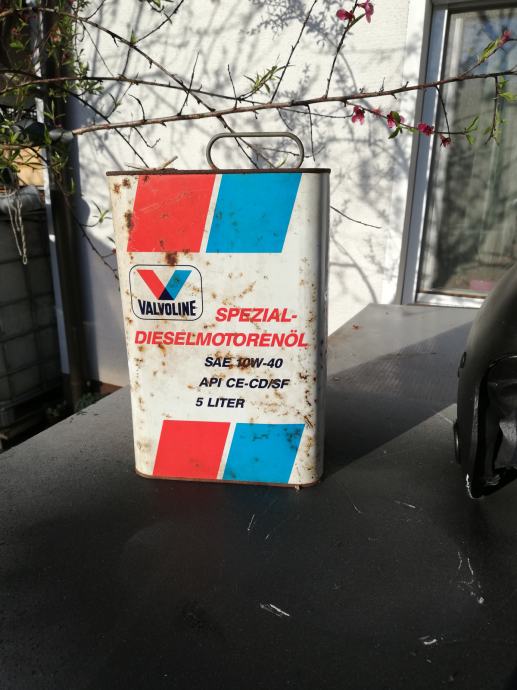 VALVOLINE
SPEZIAL-
DIESELMOTORENÖL
SAE 10W-40
API CE-CD/SF
5 LITER